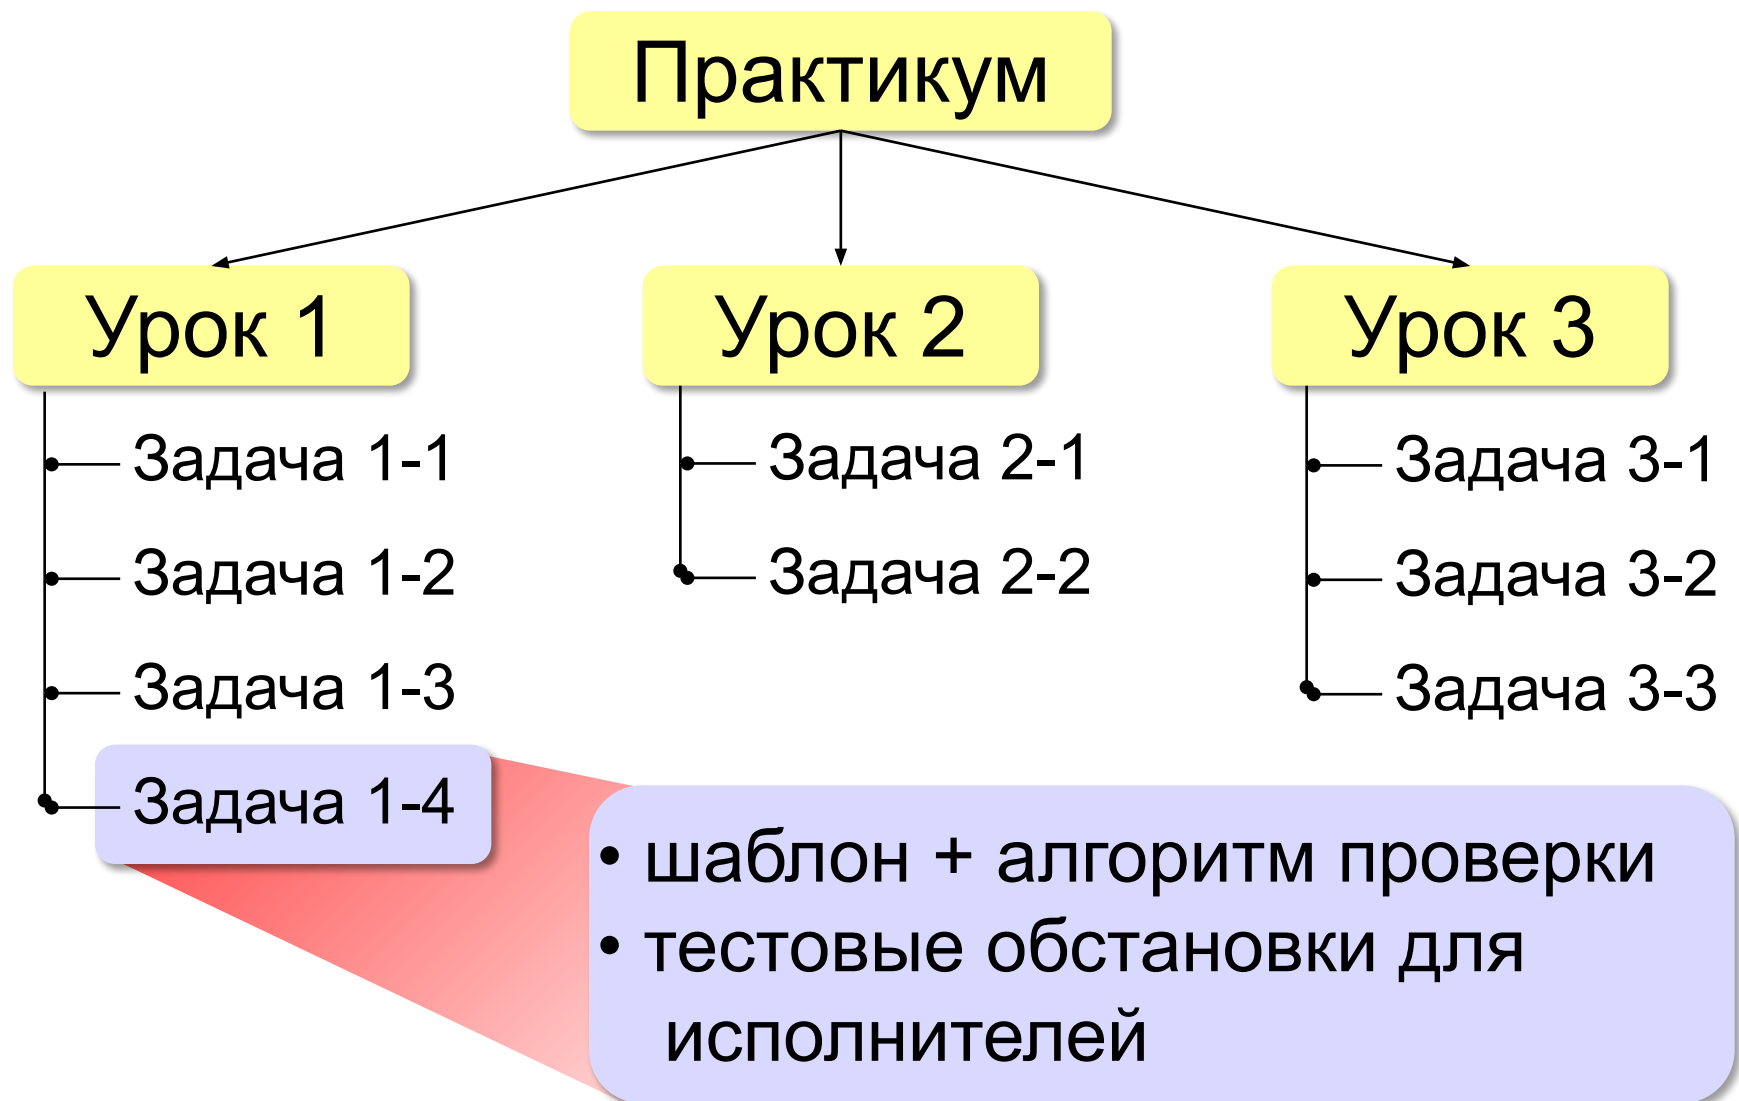 Практикум
Урок 1
Урок 2
Урок 3
Задача 1-1
Задача 1-2
Задача 1-3
Задача 1-4
Задача 2-1
Задача 2-2
Задача 3-1
Задача 3-2
Задача 3-3
• шаблон + алгоритм проверки
• тестовые обстановки для
исполнителей